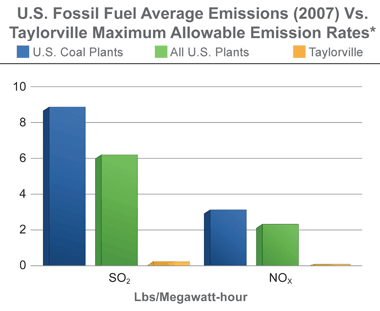 U.S. Fossil Fuel Average Emissions (2007) Vs.
Taylorville Maximum Allowable Emission Rates*
U.S. Coal Plants All U.S. Plants Taylorville
10
8
6
4
2
0
SO₂ NOₓ
Lbs/Megawatt-hour